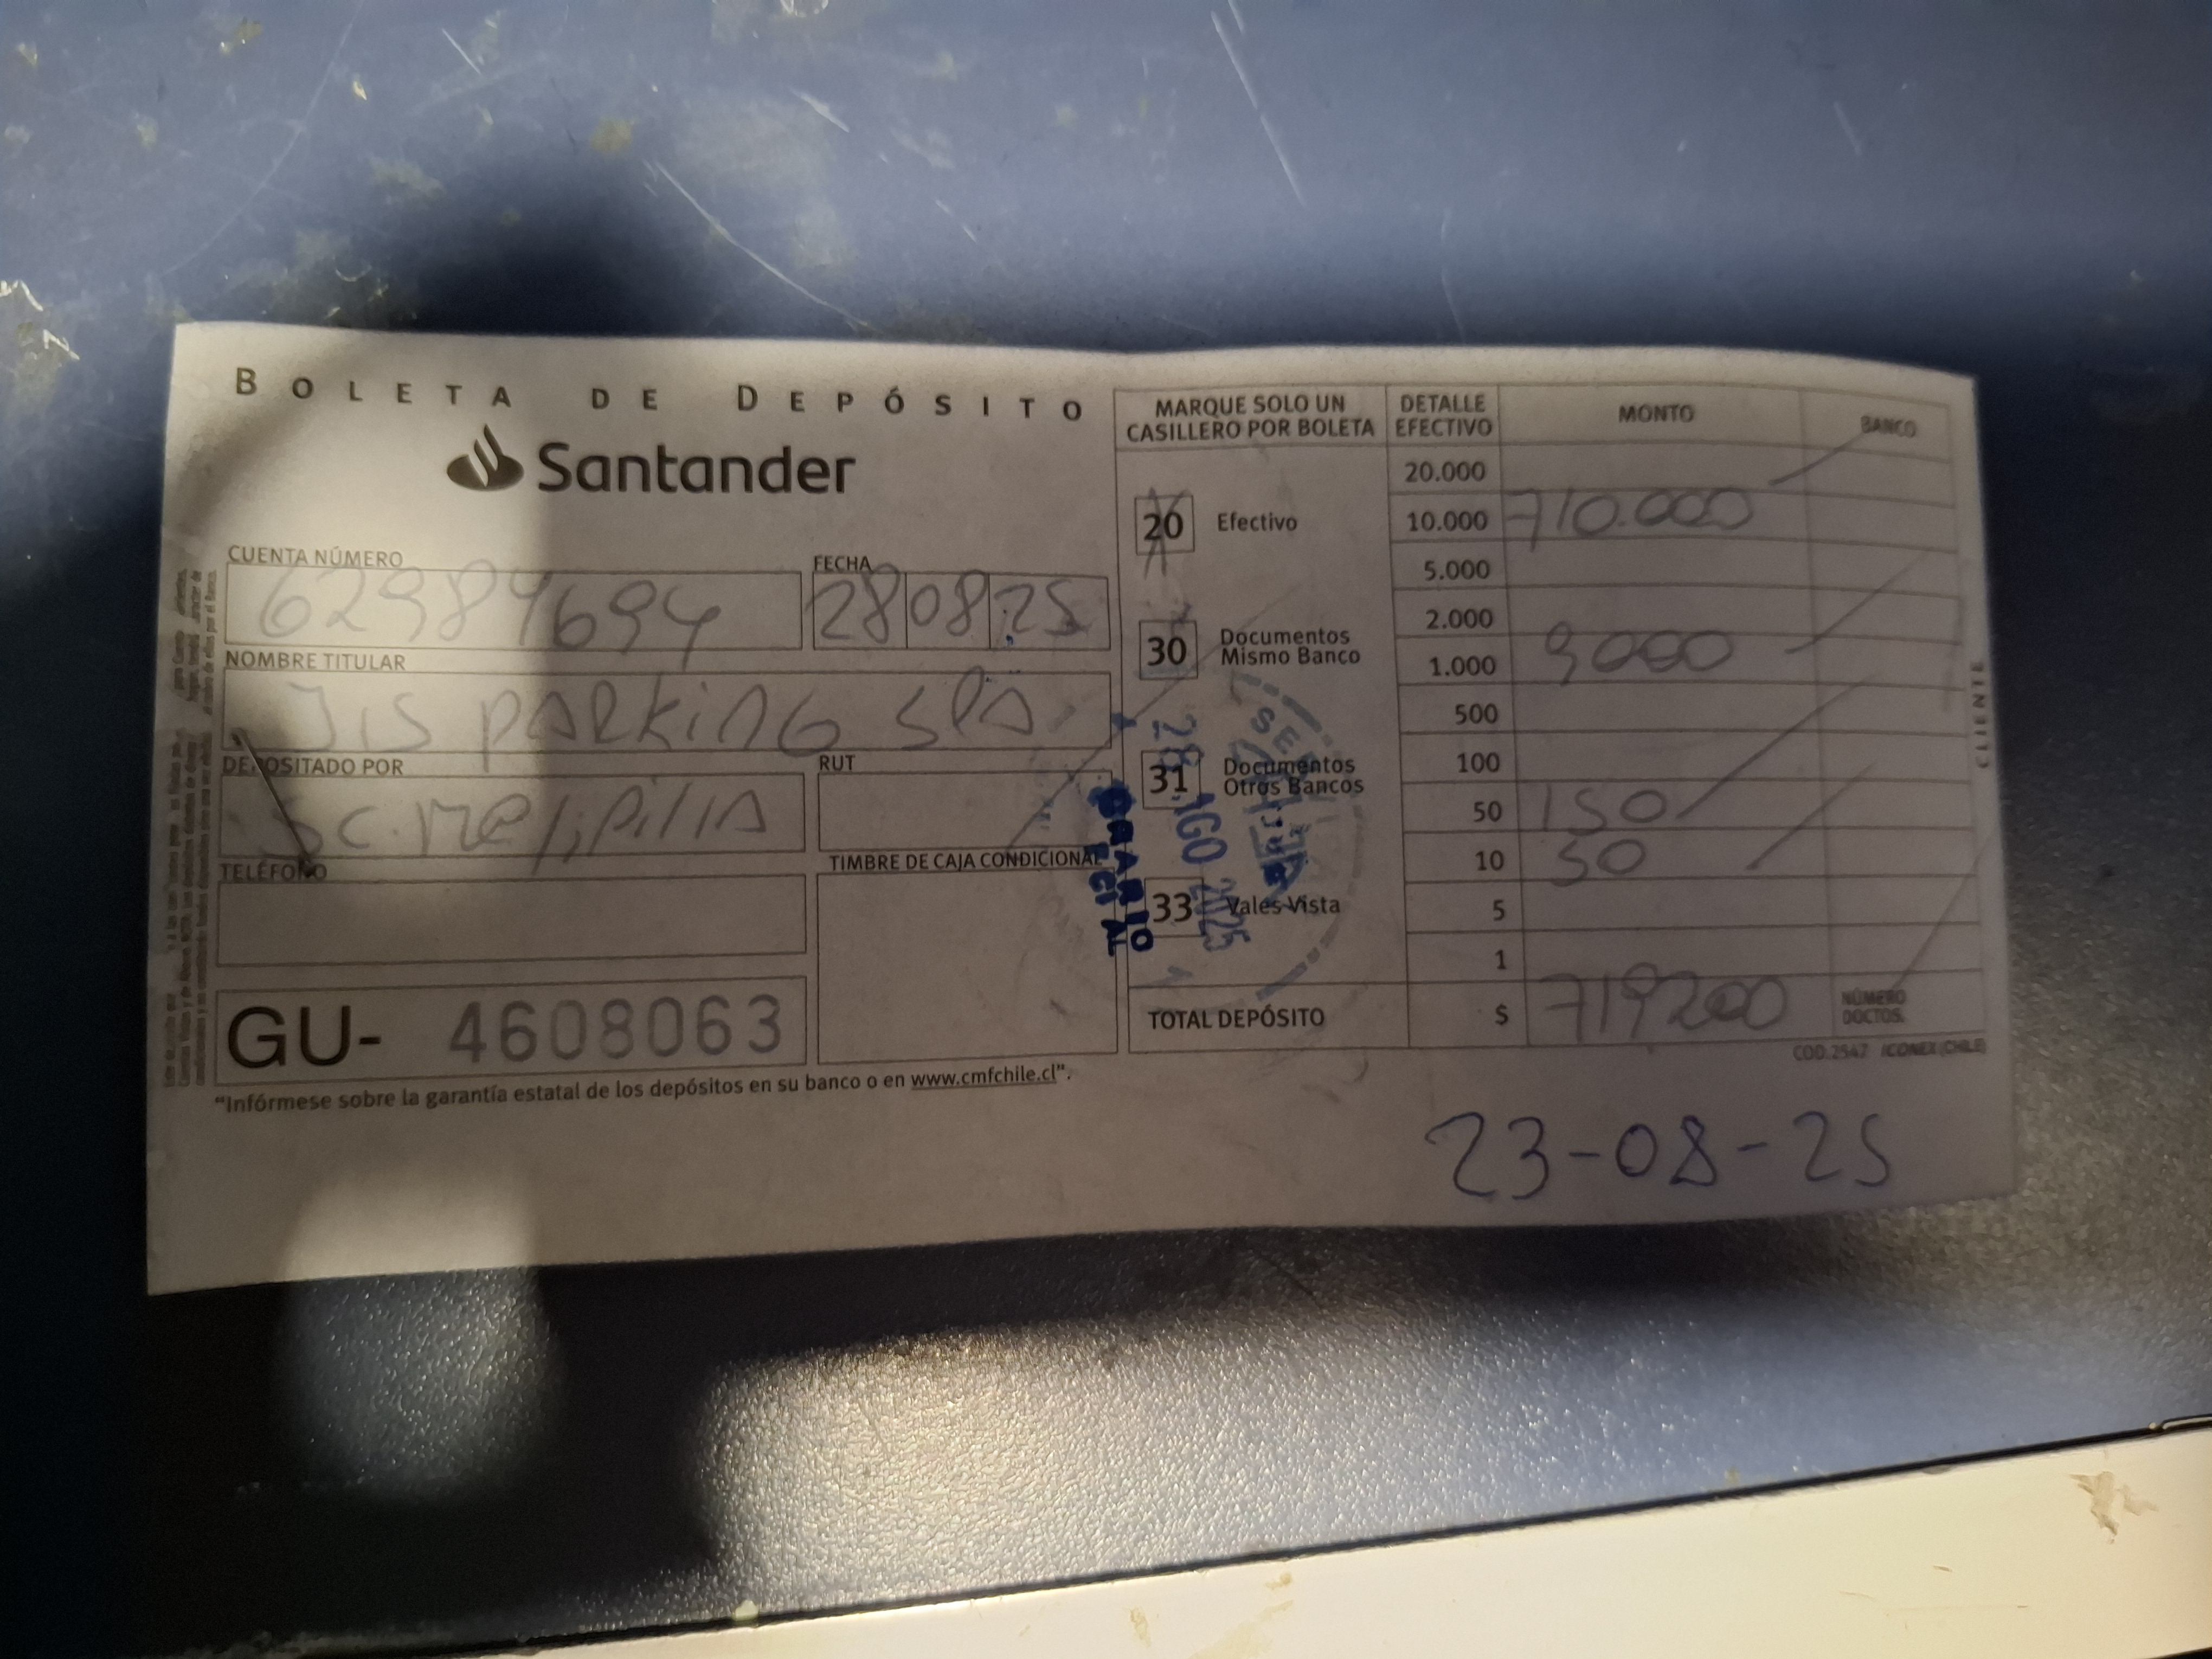 BOLETA DE DEPÓSITO
Santander
CUENTA NÚMERO
62984694
FECHA
28 08 25
NOMBRE TITULAR
JIS PARKING SPA
DEPOSITADO POR
SC. Melipilla
RUT
TELÉFONO
TIMBRE DE CAJA CONDICIONAL
GU- 4608063
"Infórmese sobre la garantía estatal de los depósitos en su banco o en www.cmfchile.cl".
MARQUE SOLO UN CASILLERO POR BOLETA
20 Efectivo
30 Documentos Mismo Banco
31 Documentos Otros Bancos
33 Vales Vista
28 AGO 2025
DETALLE EFECTIVO MONTO BANCO
20.000
10.000 710.000
5.000
2.000
1.000 9000
500
100
50 150
10 50
5
1
TOTAL DEPÓSITO $ 719200 NÚMERO DOCTOS.
COD.2547 ICONEX (CHILE)
CLIENTE
23-08-25